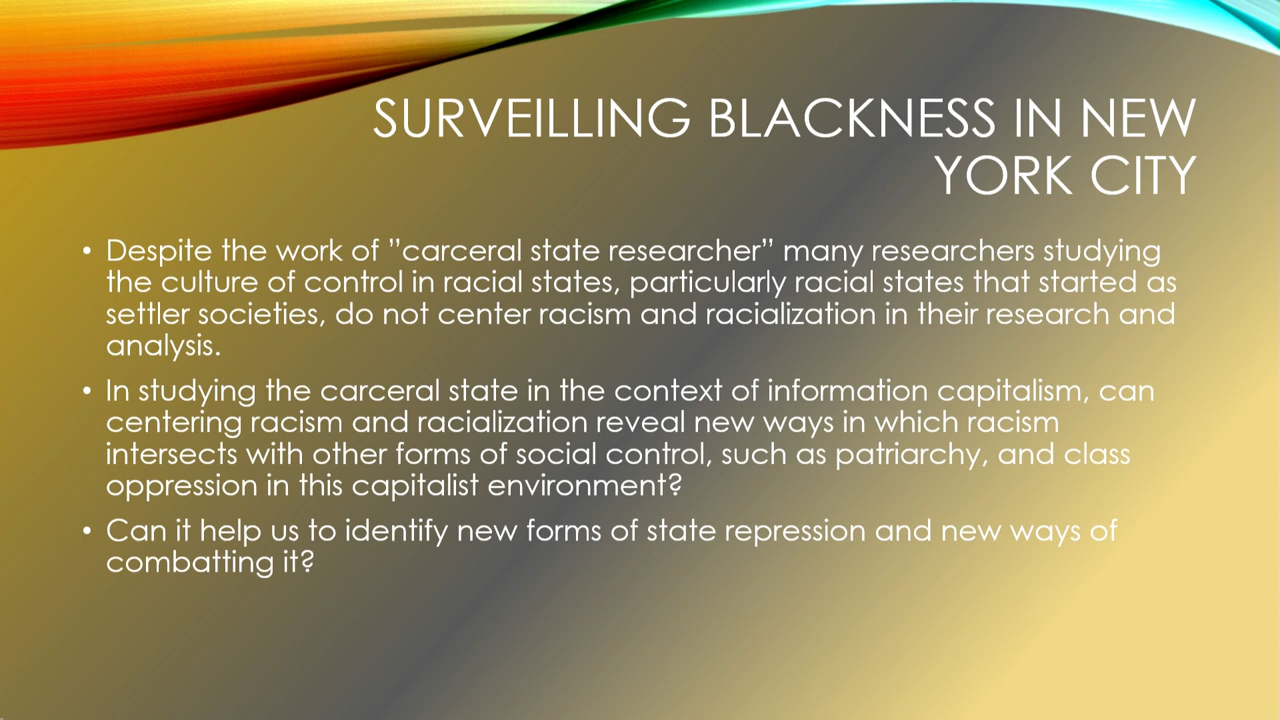 SURVEILLING BLACKNESS IN NEW
YORK CITY
• Despite the work of ”carceral state researcher” many researchers studying
the culture of control in racial states, particularly racial states that started as
settler societies, do not center racism and racialization in their research and
analysis.
• In studying the carceral state in the context of information capitalism, can
centering racism and racialization reveal new ways in which racism
intersects with other forms of social control, such as patriarchy, and class
oppression in this capitalist environment?
• Can it help us to identify new forms of state repression and new ways of
combatting it?